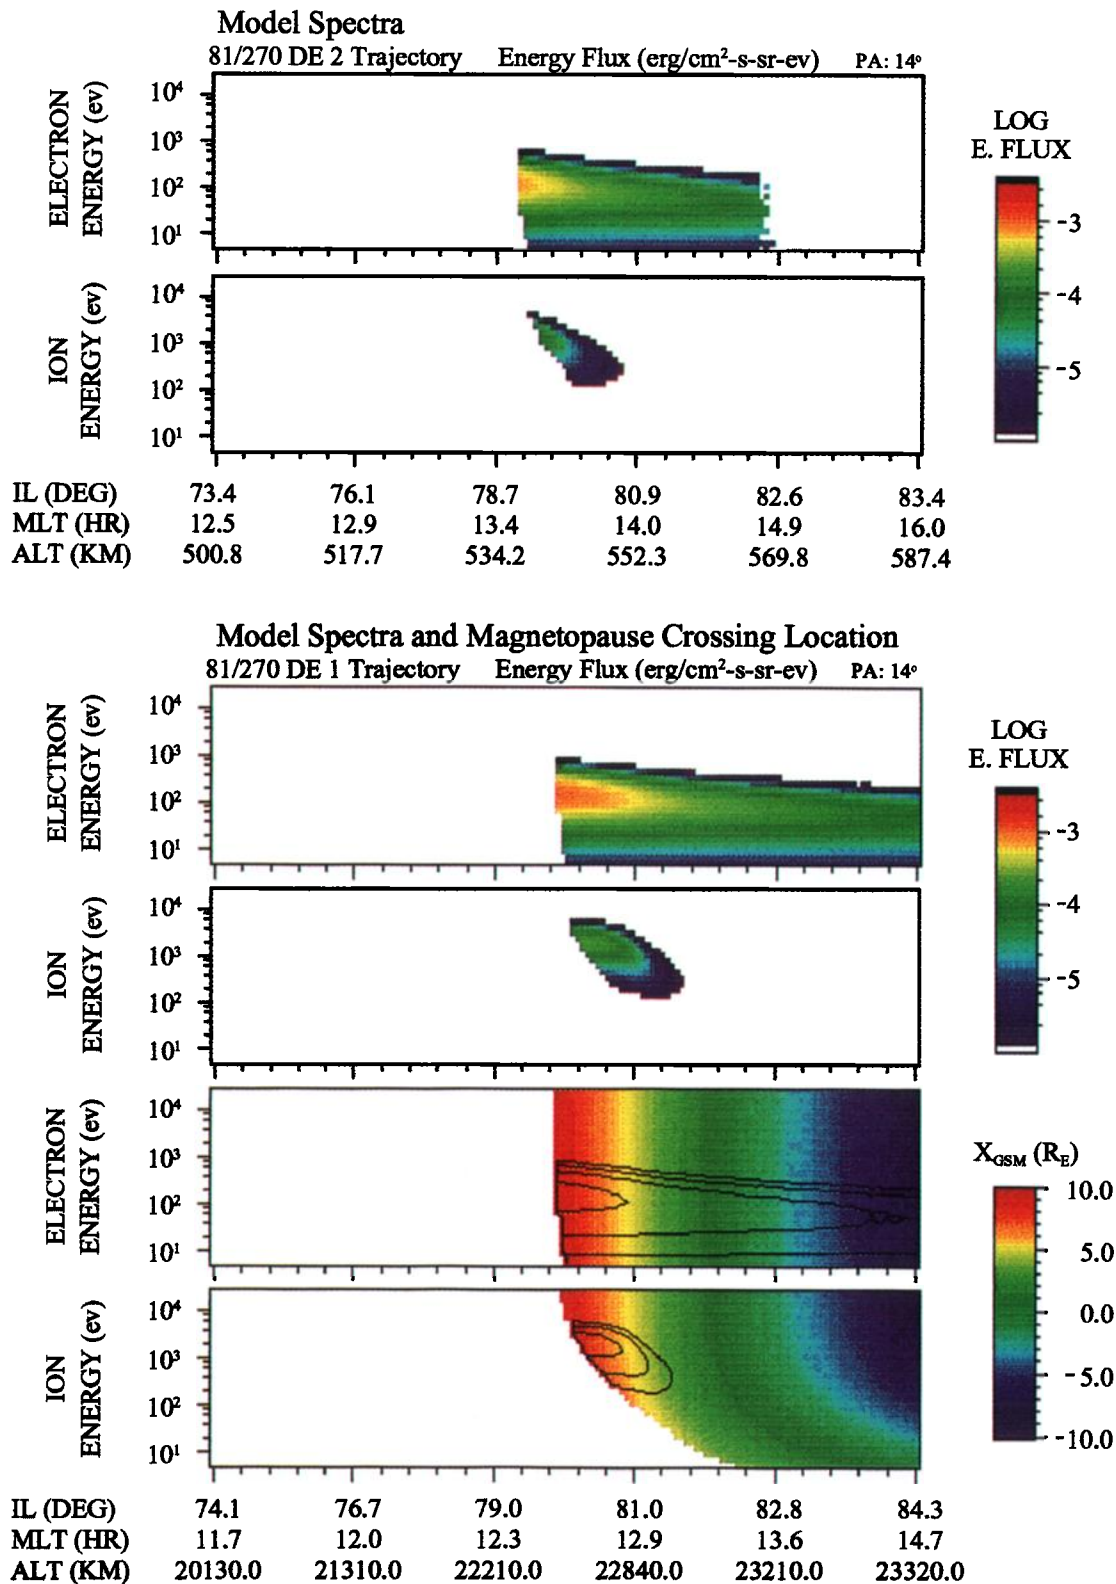 Model Spectra
81/270 DE 2 Trajectory Energy Flux (erg/cm²-s-sr-ev) PA: 14°
ELECTRON
ENERGY (ev)
10⁴
10³
10²
10¹
LOG
E. FLUX
-3
-4
-5
ION
ENERGY (ev)
10⁴
10³
10²
10¹
IL (DEG) 73.4 76.1 78.7 80.9 82.6 83.4
MLT (HR) 12.5 12.9 13.4 14.0 14.9 16.0
ALT (KM) 500.8 517.7 534.2 552.3 569.8 587.4
Model Spectra and Magnetopause Crossing Location
81/270 DE 1 Trajectory Energy Flux (erg/cm²-s-sr-ev) PA: 14°
ELECTRON
ENERGY (ev)
10⁴
10³
10²
10¹
LOG
E. FLUX
-3
-4
-5
ION
ENERGY (ev)
10⁴
10³
10²
10¹
ELECTRON
ENERGY (ev)
10⁴
10³
10²
10¹
X_GSM (R_E)
10.0
5.0
0.0
-5.0
-10.0
ION
ENERGY (ev)
10⁴
10³
10²
10¹
IL (DEG) 74.1 76.7 79.0 81.0 82.8 84.3
MLT (HR) 11.7 12.0 12.3 12.9 13.6 14.7
ALT (KM) 20130.0 21310.0 22210.0 22840.0 23210.0 23320.0